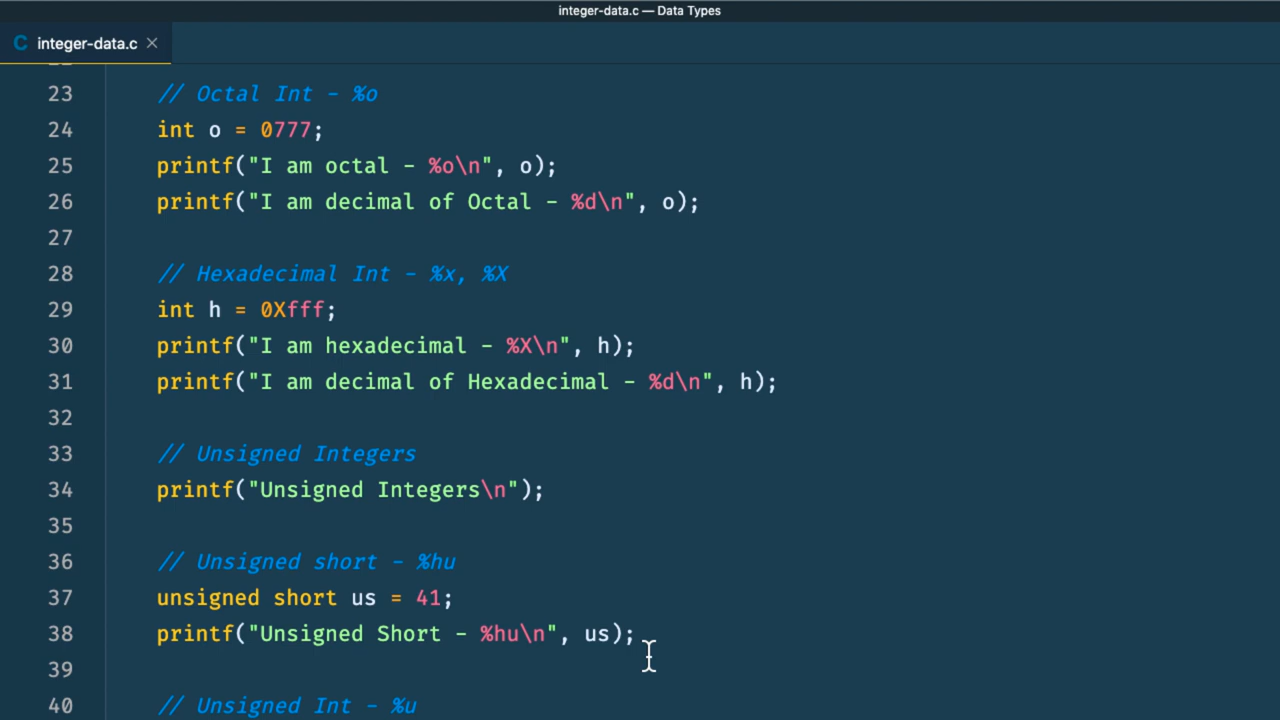 integer-data.c — Data Types
C integer-data.c ×
23 // Octal Int - %o
24 int o = 0777;
25 printf("I am octal - %o\n", o);
26 printf("I am decimal of Octal - %d\n", o);
27
28 // Hexadecimal Int - %x, %X
29 int h = 0Xfff;
30 printf("I am hexadecimal - %X\n", h);
31 printf("I am decimal of Hexadecimal - %d\n", h);
32
33 // Unsigned Integers
34 printf("Unsigned Integers\n");
35
36 // Unsigned short - %hu
37 unsigned short us = 41;
38 printf("Unsigned Short - %hu\n", us);
39
40 // Unsigned Int - %u